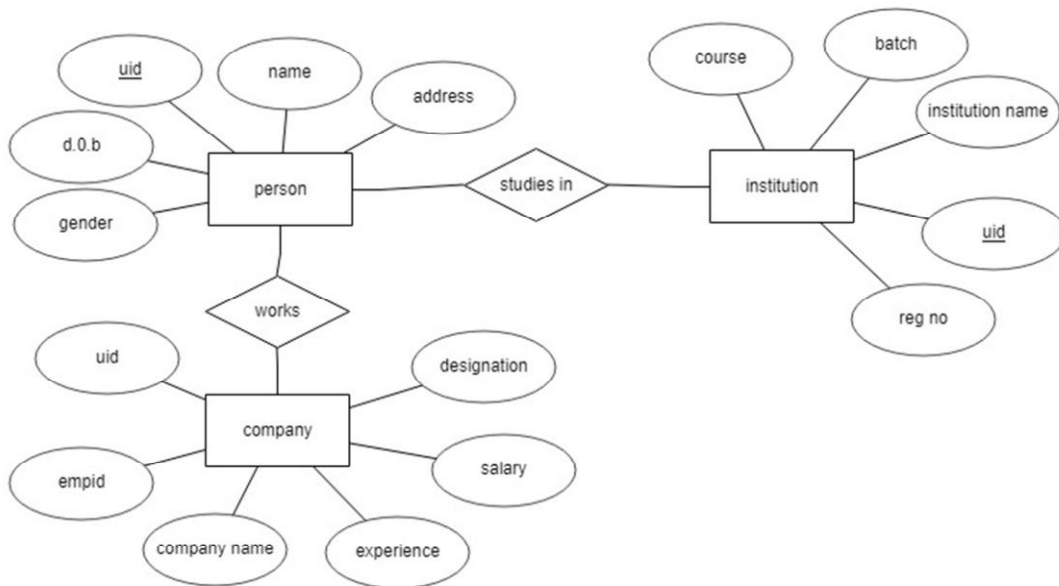 uid
name
address
d.0.b
gender
person
studies in
course
batch
institution name
institution
uid
reg no
works
uid
designation
company
empid
salary
company name
experience